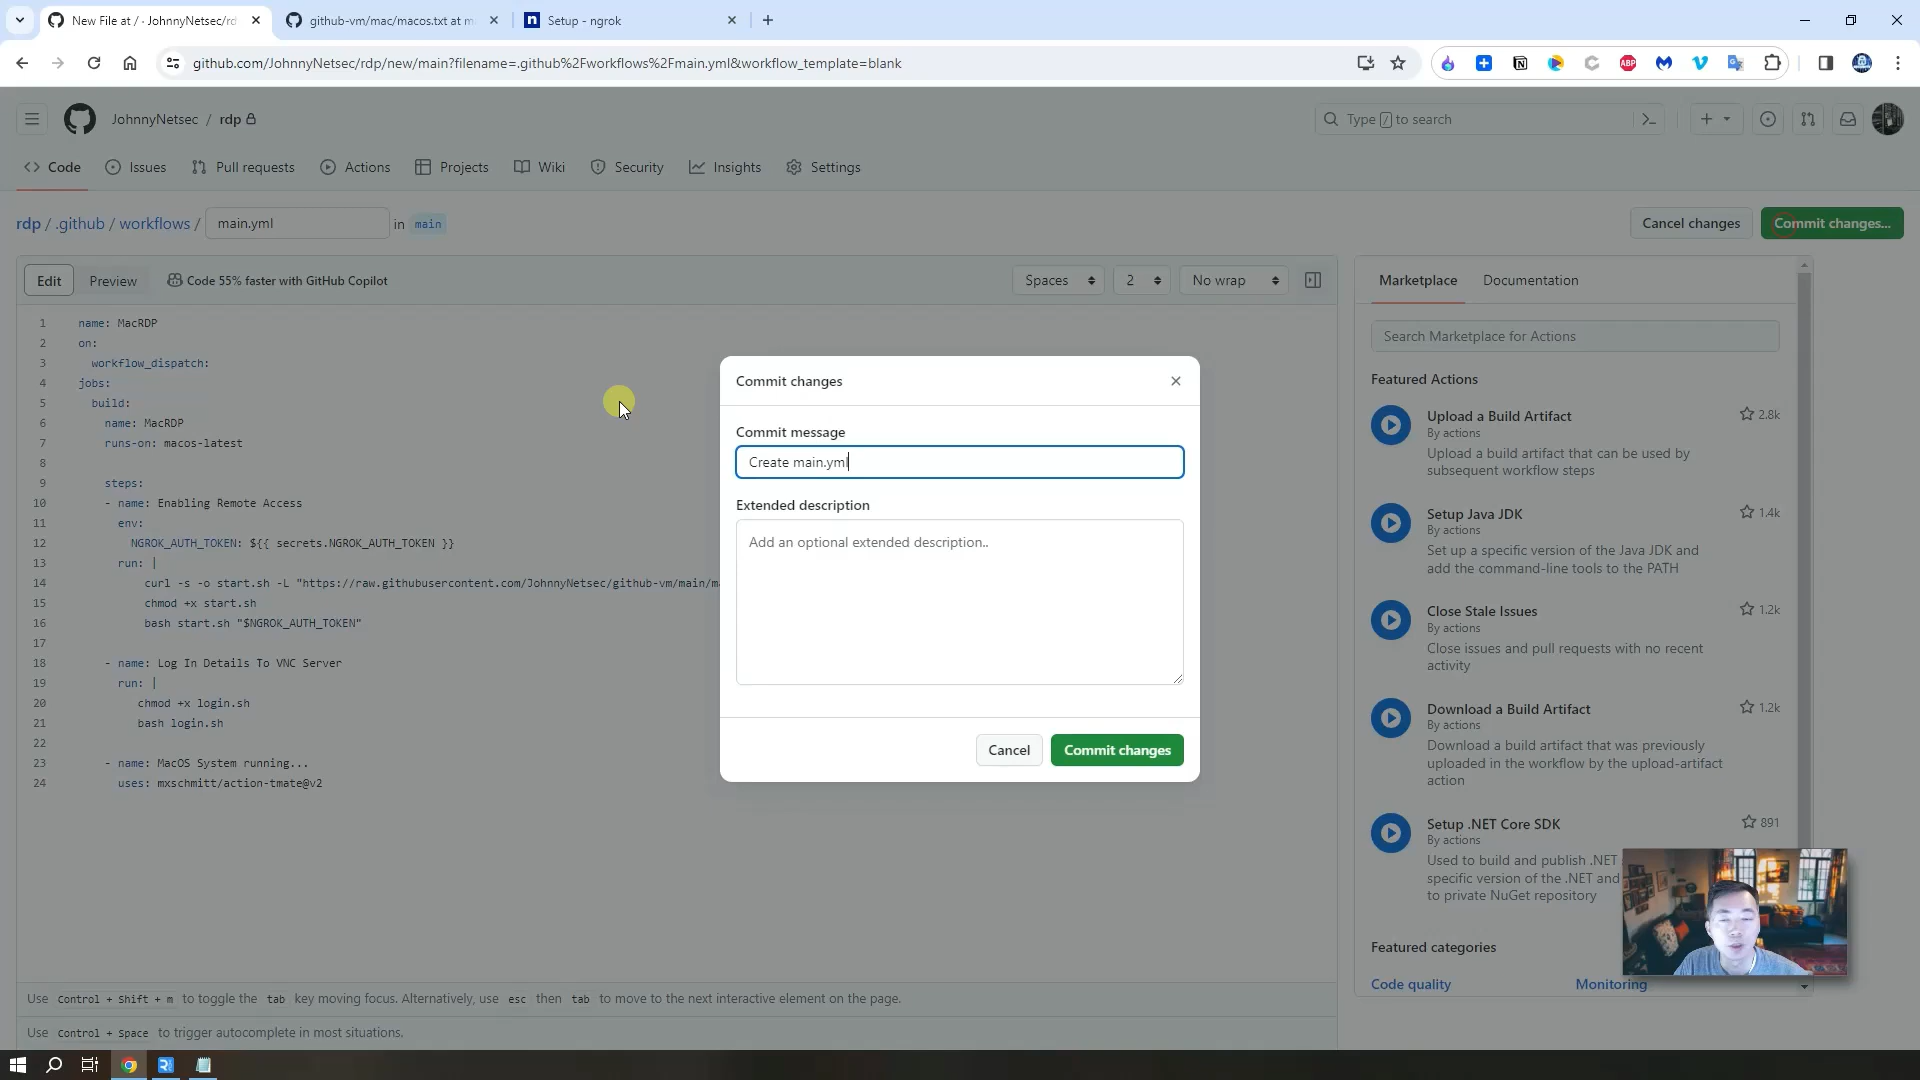 New File at / · JohnnyNetsec/rd
github-vm/mac/macos.txt at m
Setup - ngrok
github.com/JohnnyNetsec/rdp/new/main?filename=.github%2Fworkflows%2Fmain.yml&workflow_template=blank
JohnnyNetsec / rdp
Type / to search
Code
Issues
Pull requests
Actions
Projects
Wiki
Security
Insights
Settings
rdp / .github / workflows / main.yml in main
Cancel changes
Commit changes...
Edit
Preview
Code 55% faster with GitHub Copilot
Spaces
2
No wrap
1 name: MacRDP
2 on:
3 workflow_dispatch:
4 jobs:
5 build:
6 name: MacRDP
7 runs-on: macos-latest
8
9 steps:
10 - name: Enabling Remote Access
11 env:
12 NGROK_AUTH_TOKEN: ${{ secrets.NGROK_AUTH_TOKEN }}
13 run: |
14 curl -s -o start.sh -L "https://raw.githubusercontent.com/JohnnyNetsec/github-vm/main/m
15 chmod +x start.sh
16 bash start.sh "$NGROK_AUTH_TOKEN"
17
18 - name: Log In Details To VNC Server
19 run: |
20 chmod +x login.sh
21 bash login.sh
22
23 - name: MacOS System running...
24 uses: mxschmitt/action-tmate@v2
Commit changes
Commit message
Create main.yml
Extended description
Add an optional extended description..
Cancel
Commit changes
Marketplace
Documentation
Search Marketplace for Actions
Featured Actions
Upload a Build Artifact
2.8k
By actions
Upload a build artifact that can be used by
subsequent workflow steps
Setup Java JDK
1.4k
By actions
Set up a specific version of the Java JDK and
add the command-line tools to the PATH
Close Stale Issues
1.2k
By actions
Close issues and pull requests with no recent
activity
Download a Build Artifact
1.2k
By actions
Download a build artifact that was previously
uploaded in the workflow by the upload-artifact
action
Setup .NET Core SDK
891
By actions
Used to build and publish .NET
specific version of the .NET and
to private NuGet repository
Featured categories
Code quality
Monitoring
Use Control + Shift + m to toggle the tab key moving focus. Alternatively, use esc then tab to move to the next interactive element on the page.
Use Control + Space to trigger autocomplete in most situations.
ABP